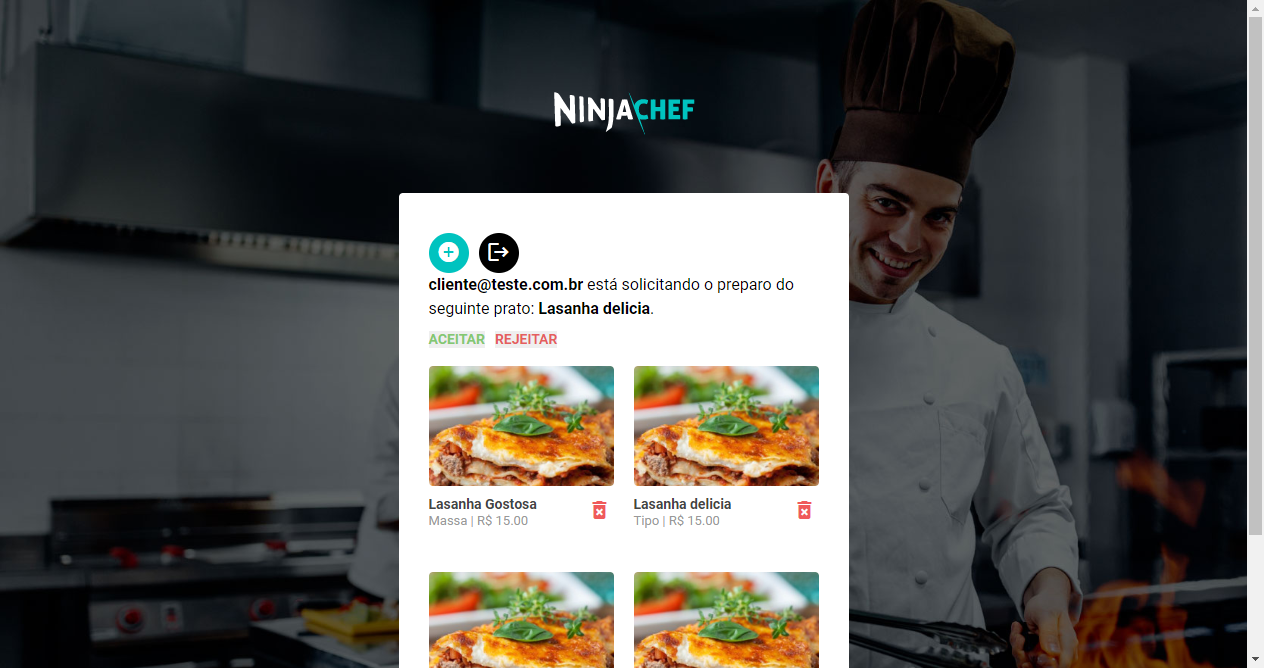 NINJACHEF
cliente@teste.com.br está solicitando o preparo do
seguinte prato: Lasanha delicia.
ACEITAR REJEITAR
Lasanha Gostosa
Massa | R$ 15.00
Lasanha delicia
Tipo | R$ 15.00